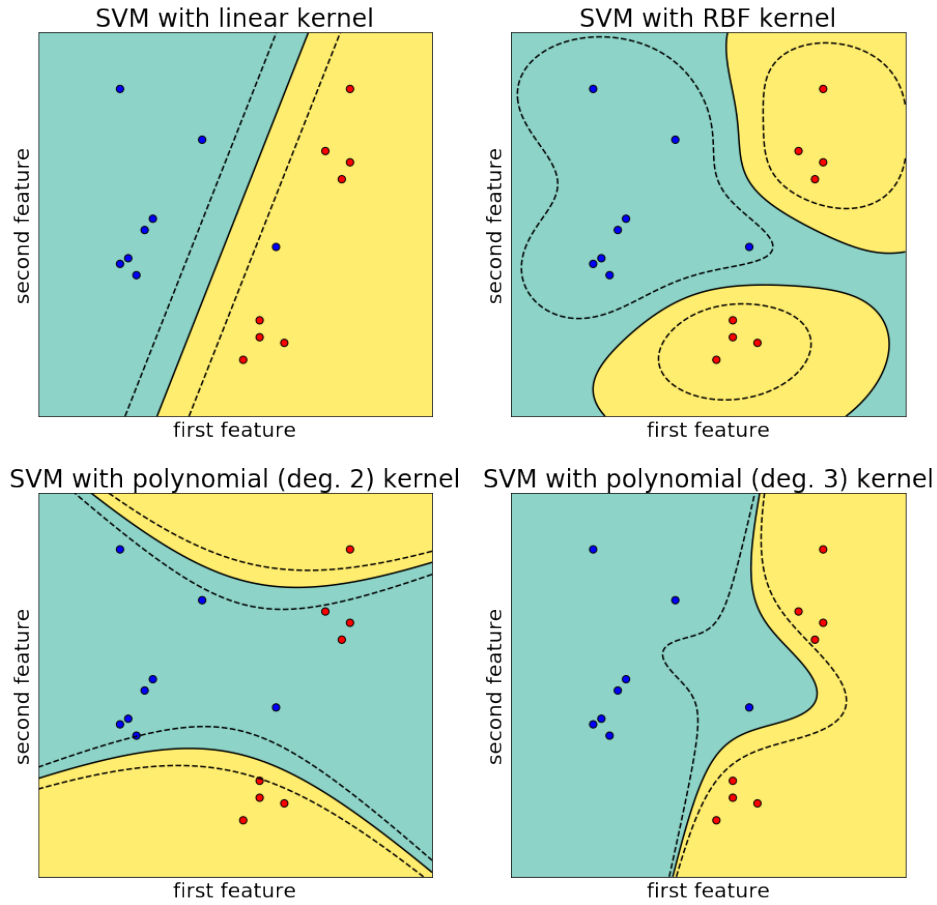 SVM with linear kernel
SVM with RBF kernel
second feature
second feature
first feature
first feature
SVM with polynomial (deg. 2) kernel
SVM with polynomial (deg. 3) kernel
second feature
second feature
first feature
first feature